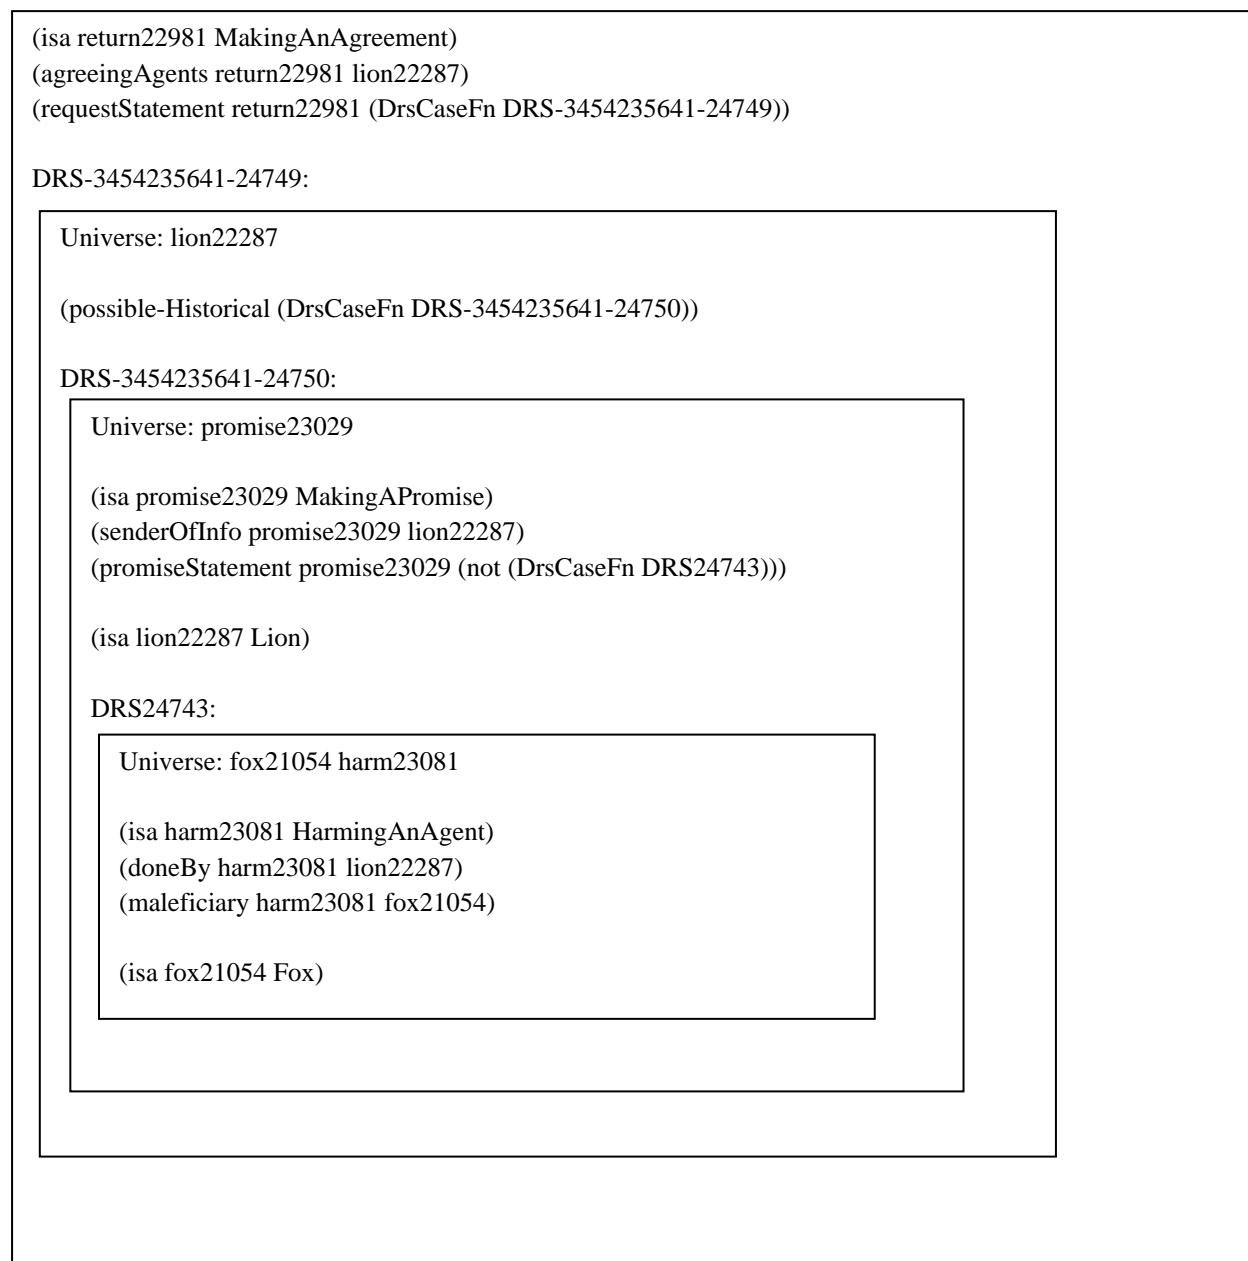 (isa return22981 MakingAnAgreement)
(agreeingAgents return22981 lion22287)
(requestStatement return22981 (DrsCaseFn DRS-3454235641-24749))
DRS-3454235641-24749:
Universe: lion22287
(possible-Historical (DrsCaseFn DRS-3454235641-24750))
DRS-3454235641-24750:
Universe: promise23029
(isa promise23029 MakingAPromise)
(senderOfInfo promise23029 lion22287)
(promiseStatement promise23029 (not (DrsCaseFn DRS24743)))
(isa lion22287 Lion)
DRS24743:
Universe: fox21054 harm23081
(isa harm23081 HarmingAnAgent)
(doneBy harm23081 lion22287)
(maleficiary harm23081 fox21054)
(isa fox21054 Fox)